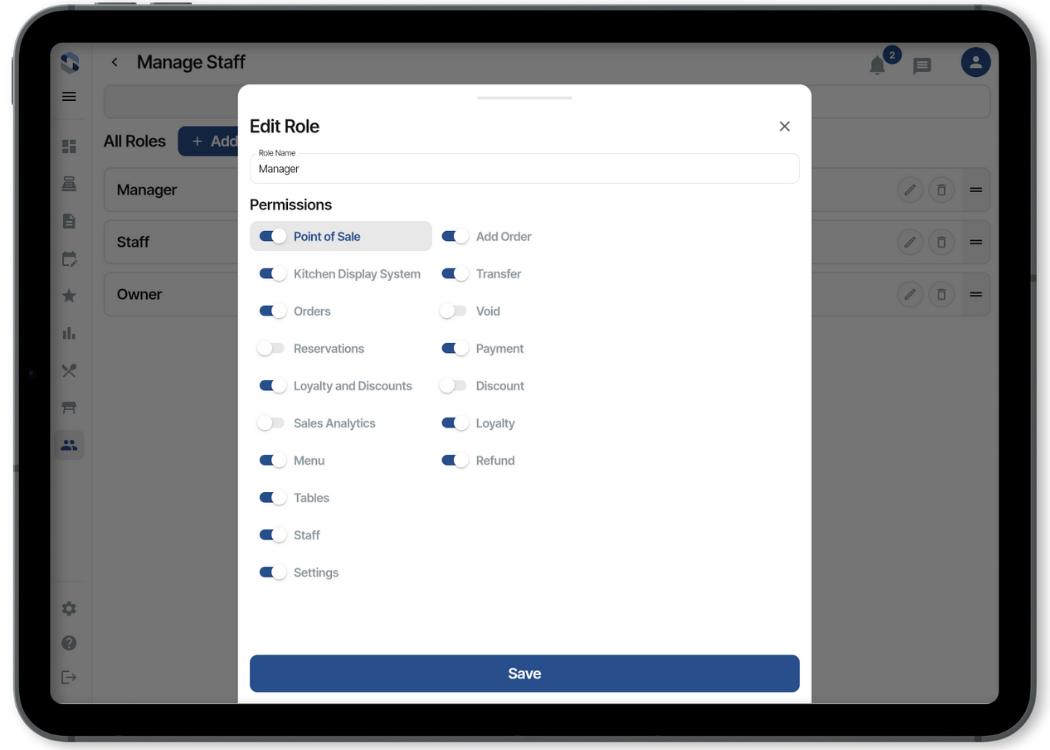 Manage Staff
2
All Roles
+ Add
Manager
Staff
Owner
Edit Role
Role Name
Manager
Permissions
Point of Sale
Kitchen Display System
Orders
Reservations
Loyalty and Discounts
Sales Analytics
Menu
Tables
Staff
Settings
Add Order
Transfer
Void
Payment
Discount
Loyalty
Refund
Save